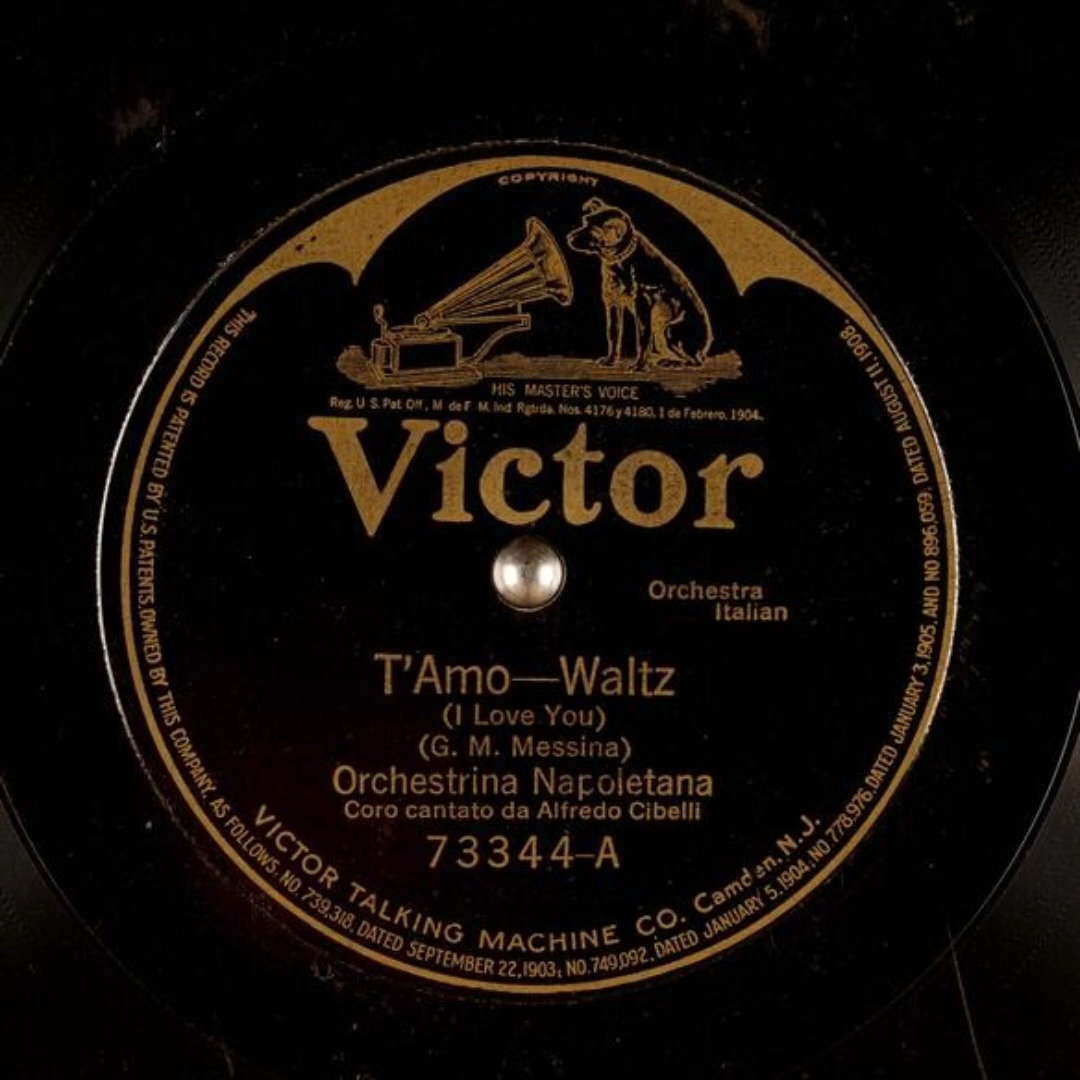 COPYRIGHT
HIS MASTER'S VOICE
Reg. U S. Pat. Off, M de F M. Ind Rgtrda. Nos. 4176 y 4180. 1 de Febrero. 1904.
Victor
Orchestra
Italian
T'Amo—Waltz
(I Love You)
(G. M. Messina)
Orchestrina Napoletana
Coro cantato da Alfredo Cibelli
73344-A
VICTOR TALKING MACHINE CO. Camden. N. J.
THIS RECORD IS PATENTED BY U.S. PATENTS, OWNED BY THIS COMPANY, AS FOLLOWS, NO. 739,318, DATED SEPTEMBER 22,1903; NO. 749,092, DATED JANUARY 5,1904, NO 778,976, DATED JANUARY 3,1905, AND NO 896,059, DATED AUGUST 11, 1908.